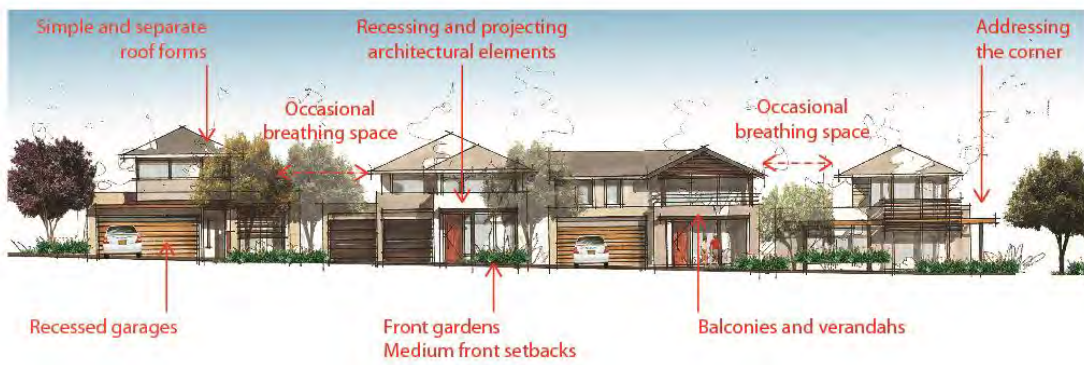 Simple and separate
roof forms
Recessing and projecting
architectural elements
Addressing
the corner
Occasional
breathing space
Occasional
breathing space
Recessed garages
Front gardens
Medium front setbacks
Balconies and verandahs